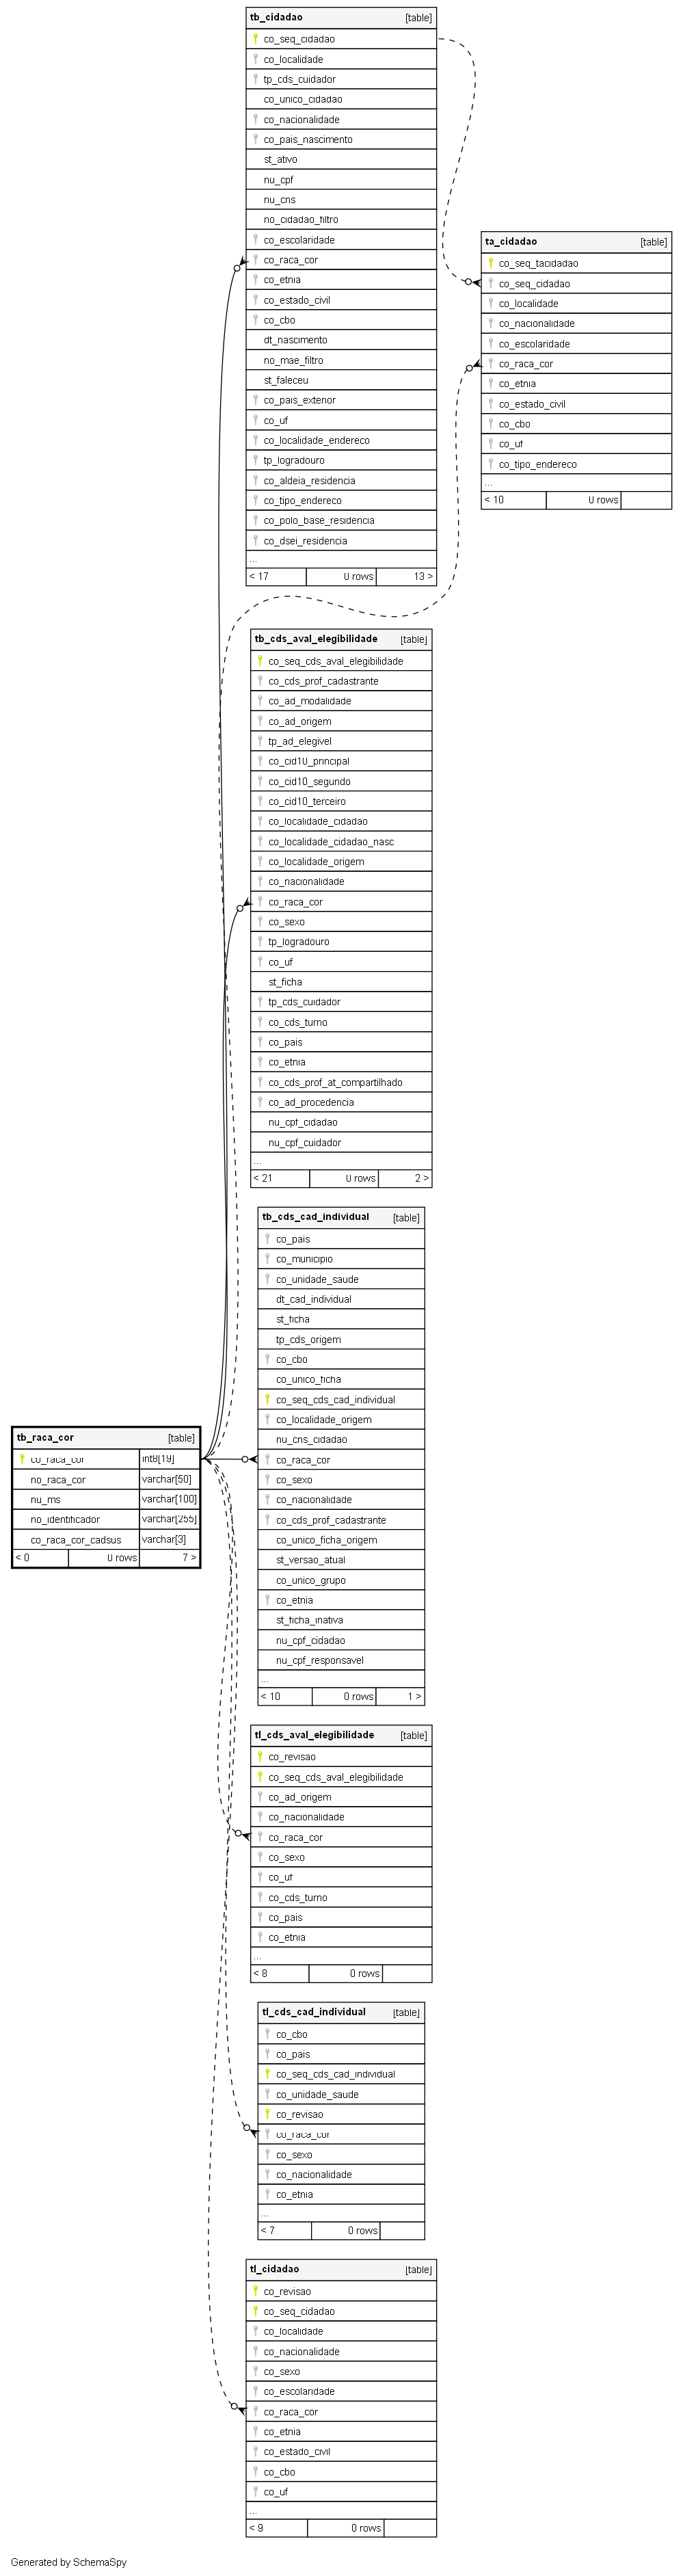 tb_cidadao [table]
co_seq_cidadao
co_localidade
tp_cds_cuidador
co_unico_cidadao
co_nacionalidade
co_pais_nascimento
st_ativo
nu_cpf
nu_cns
no_cidadao_filtro
co_escolaridade
co_raca_cor
co_etnia
co_estado_civil
co_cbo
dt_nascimento
no_mae_filtro
st_faleceu
co_pais_exterior
co_uf
co_localidade_endereco
tp_logradouro
co_aldeia_residencia
co_tipo_endereco
co_polo_base_residencia
co_dsei_residencia
...
< 17 0 rows 13 >
ta_cidadao [table]
co_seq_tacidadao
co_seq_cidadao
co_localidade
co_nacionalidade
co_escolaridade
co_raca_cor
co_etnia
co_estado_civil
co_cbo
co_uf
co_tipo_endereco
...
< 10 0 rows
tb_cds_aval_elegibilidade [table]
co_seq_cds_aval_elegibilidade
co_cds_prof_cadastrante
co_ad_modalidade
co_ad_origem
tp_ad_elegivel
co_cid10_principal
co_cid10_segundo
co_cid10_terceiro
co_localidade_cidadao
co_localidade_cidadao_nasc
co_localidade_origem
co_nacionalidade
co_raca_cor
co_sexo
tp_logradouro
co_uf
st_ficha
tp_cds_cuidador
co_cds_turno
co_pais
co_etnia
co_cds_prof_at_compartilhado
co_ad_procedencia
nu_cpf_cidadao
nu_cpf_cuidador
...
< 21 0 rows 2 >
tb_cds_cad_individual [table]
co_pais
co_municipio
co_unidade_saude
dt_cad_individual
st_ficha
tp_cds_origem
co_cbo
co_unico_ficha
co_seq_cds_cad_individual
co_localidade_origem
nu_cns_cidadao
co_raca_cor
co_sexo
co_nacionalidade
co_cds_prof_cadastrante
co_unico_ficha_origem
st_versao_atual
co_unico_grupo
co_etnia
st_ficha_inativa
nu_cpf_cidadao
nu_cpf_responsavel
...
< 10 0 rows 1 >
tb_raca_cor [table]
co_raca_cor int8[19]
no_raca_cor varchar[50]
nu_ms varchar[100]
no_identificador varchar[255]
co_raca_cor_cadsus varchar[3]
< 0 0 rows 7 >
tl_cds_aval_elegibilidade [table]
co_revisao
co_seq_cds_aval_elegibilidade
co_ad_origem
co_nacionalidade
co_raca_cor
co_sexo
co_uf
co_cds_turno
co_pais
co_etnia
...
< 8 0 rows
tl_cds_cad_individual [table]
co_cbo
co_pais
co_seq_cds_cad_individual
co_unidade_saude
co_revisao
co_raca_cor
co_sexo
co_nacionalidade
co_etnia
...
< 7 0 rows
tl_cidadao [table]
co_revisao
co_seq_cidadao
co_localidade
co_nacionalidade
co_sexo
co_escolaridade
co_raca_cor
co_etnia
co_estado_civil
co_cbo
co_uf
...
< 9 0 rows
Generated by SchemaSpy